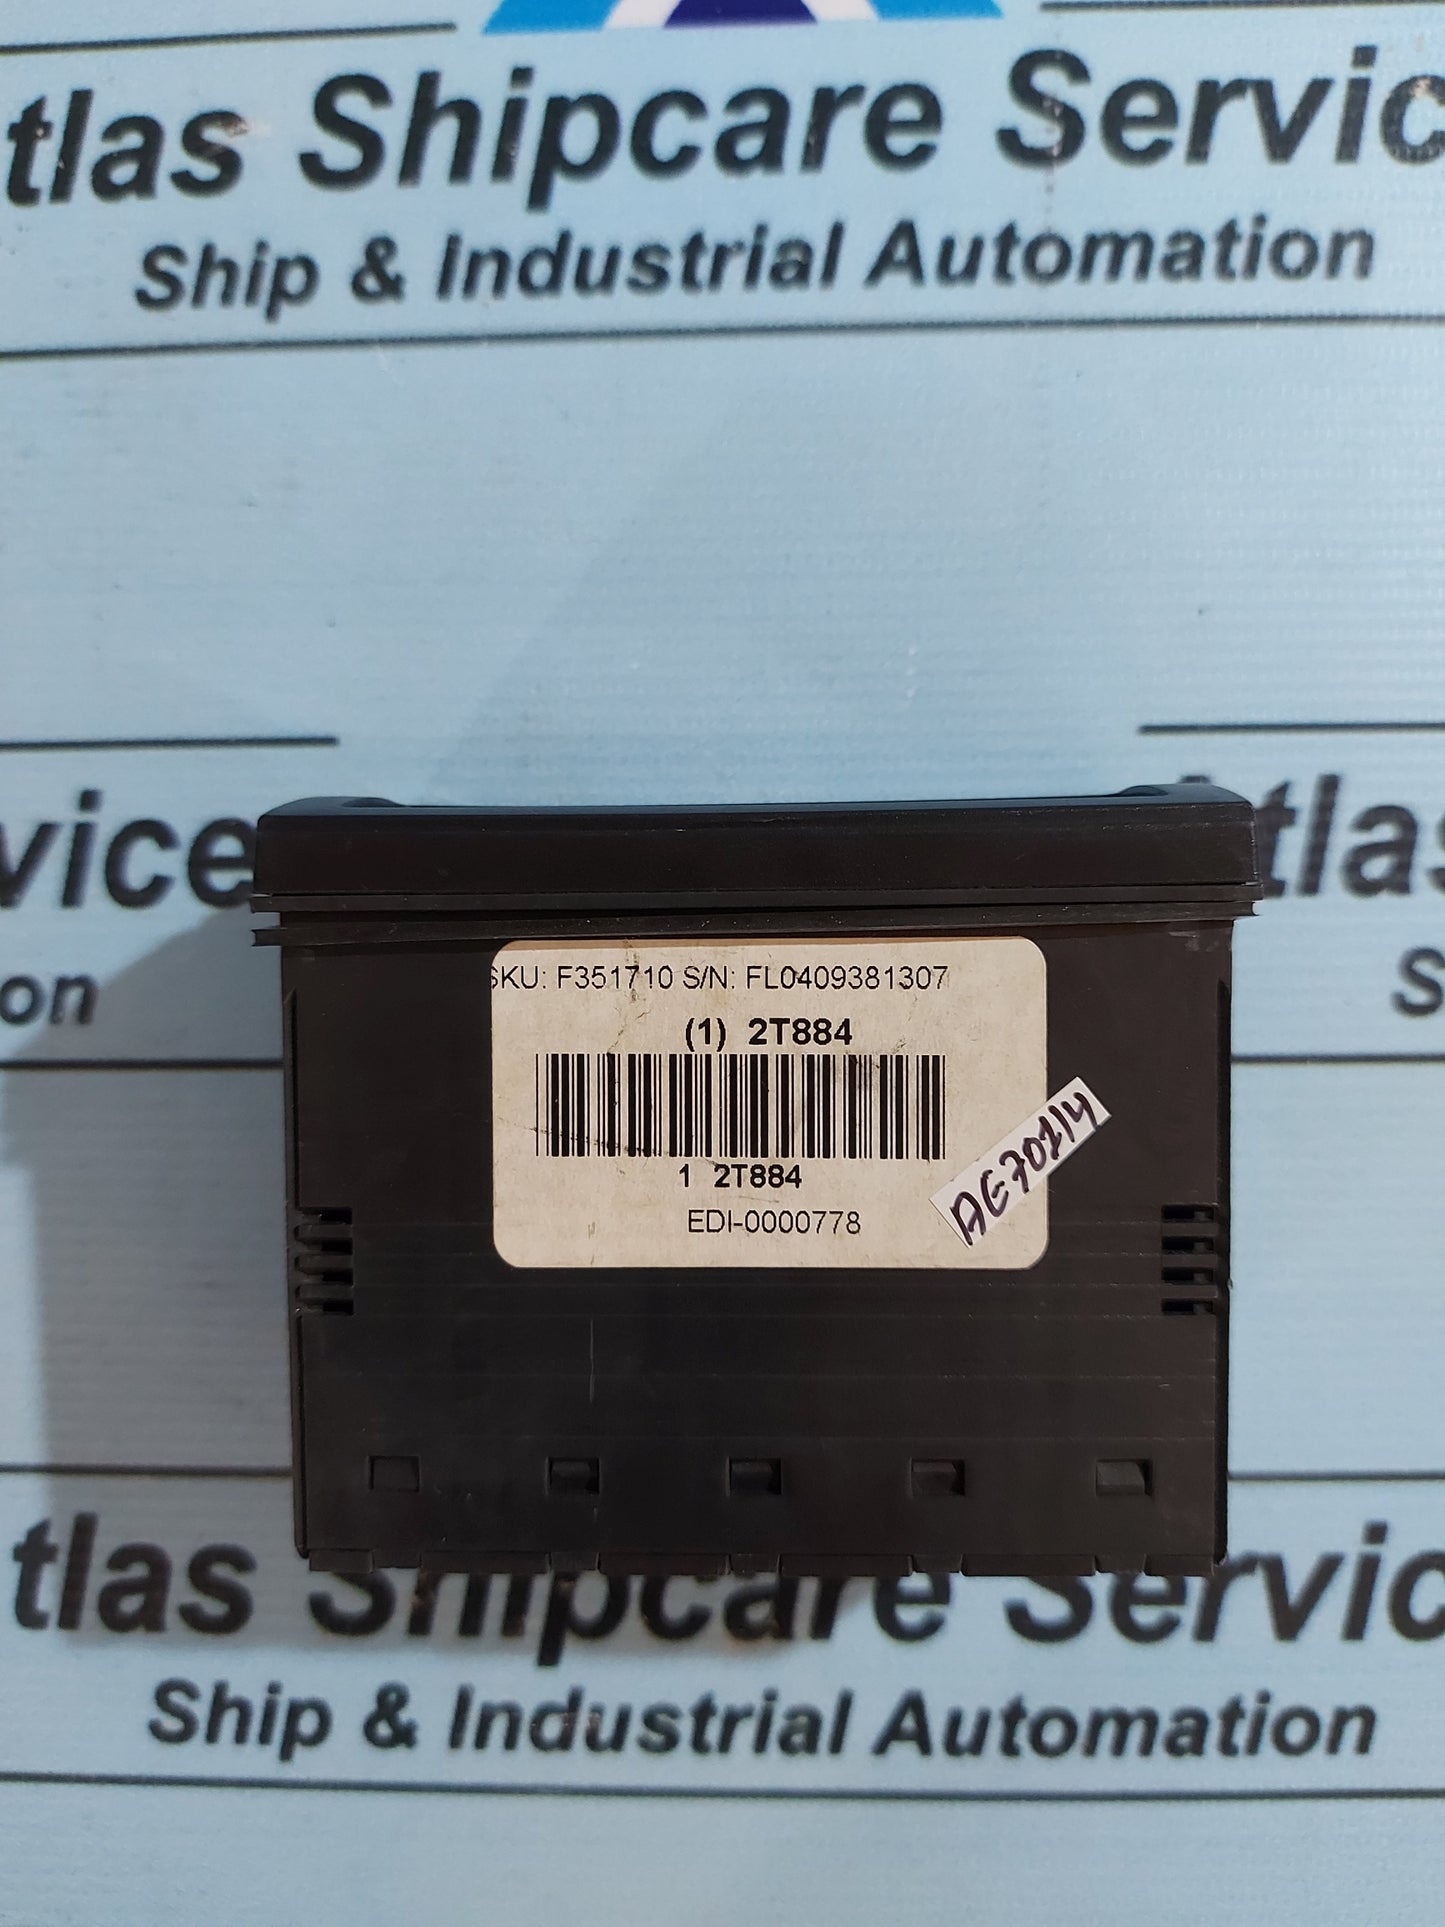 tlas Shipcare Servic
Ship & Industrial Automation
vice
tlas
on
S
SKU: F351710 S/N: FL0409381307
(1) 2T884
1 2T884
EDI-0000778
AE70114
tlas Shipcare Servic
Ship & Industrial Automation